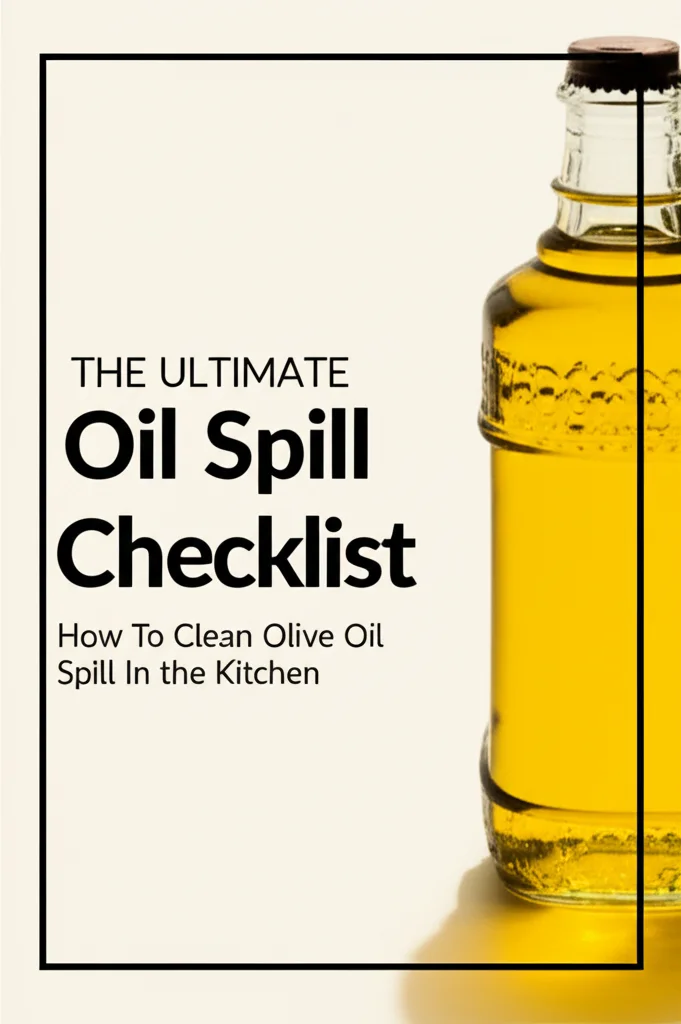 THE ULTIMATE
Oil Spill
Checklist
How To Clean Olive Oil
Spill In the Kitchen